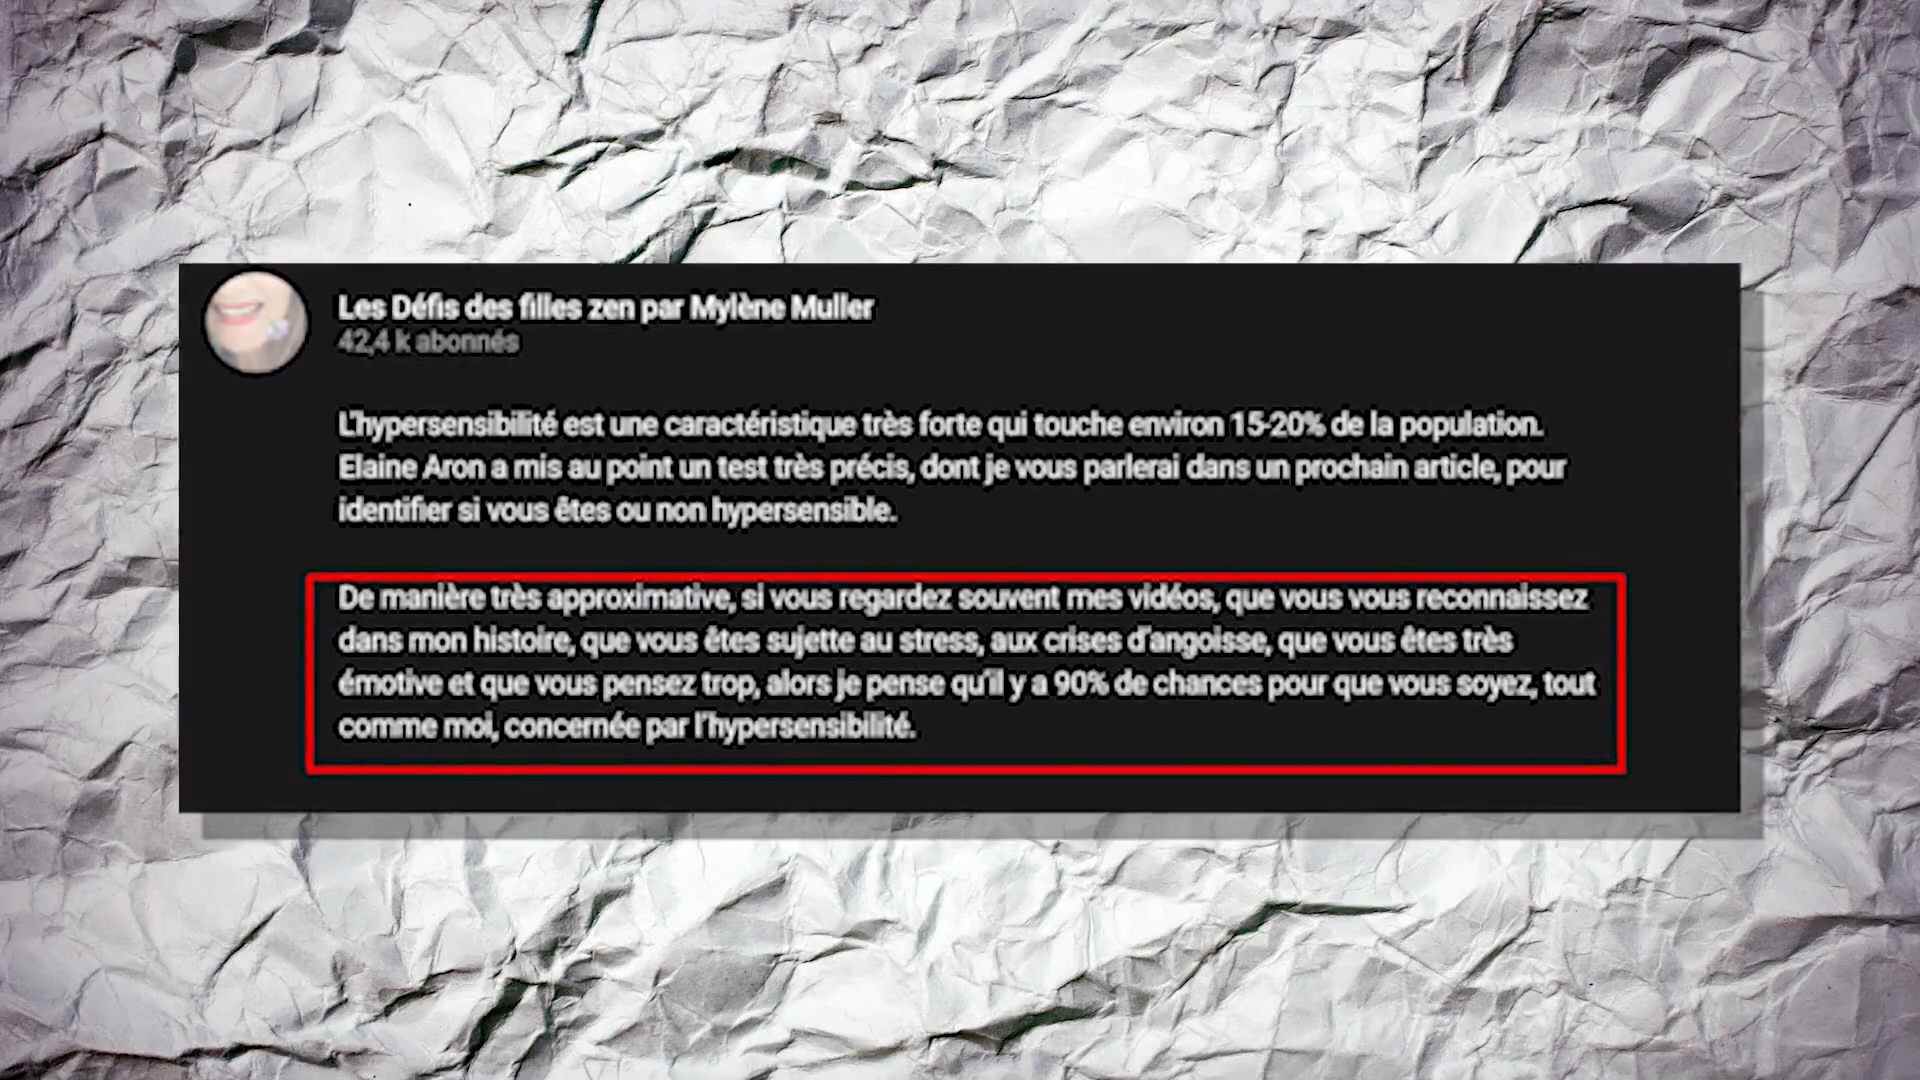 Les Défis des filles zen par Mylène Muller
42,4 k abonnés
L'hypersensibilité est une caractéristique très forte qui touche environ 15-20% de la population.
Elaine Aron a mis au point un test très précis, dont je vous parlerai dans un prochain article, pour
identifier si vous êtes ou non hypersensible.
De manière très approximative, si vous regardez souvent mes vidéos, que vous vous reconnaissez
dans mon histoire, que vous êtes sujette au stress, aux crises d'angoisse, que vous êtes très
émotive et que vous pensez trop, alors je pense qu'il y a 90% de chances pour que vous soyez, tout
comme moi, concernée par l'hypersensibilité.